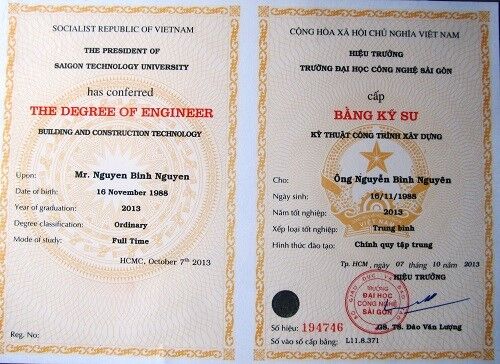 SOCIALIST REPUBLIC OF VIETNAM
THE PRESIDENT OF
SAIGON TECHNOLOGY UNIVERSITY
has conferred
THE DEGREE OF ENGINEER
BUILDING AND CONSTRUCTION TECHNOLOGY
Upon: Mr. Nguyen Binh Nguyen
Date of birth: 16 November 1988
Year of graduation: 2013
Degree classification: Ordinary
Mode of study: Full Time
HCMC, October 7th 2013
Reg. No:
CỘNG HÒA XÃ HỘI CHỦ NGHĨA VIỆT NAM
HIỆU TRƯỞNG
TRƯỜNG ĐẠI HỌC CÔNG NGHỆ SÀI GÒN
cấp
BẰNG KỸ SƯ
KỸ THUẬT CÔNG TRÌNH XÂY DỰNG
VIỆT NAM
Cho: Ông Nguyễn Bình Nguyên
Ngày sinh: 16/11/1988
Năm tốt nghiệp: 2013
Xếp loại tốt nghiệp: Trung bình
Hình thức đào tạo: Chính quy tập trung
Tp. HCM, ngày 07 tháng 10 năm 2013
HIỆU TRƯỞNG
TRƯỜNG
ĐẠI HỌC
CÔNG NGHỆ
SÀI GÒN
Số hiệu: 194746
GS. TS. Đào Văn Lượng
Số vào sổ cấp bằng: L11.8.371